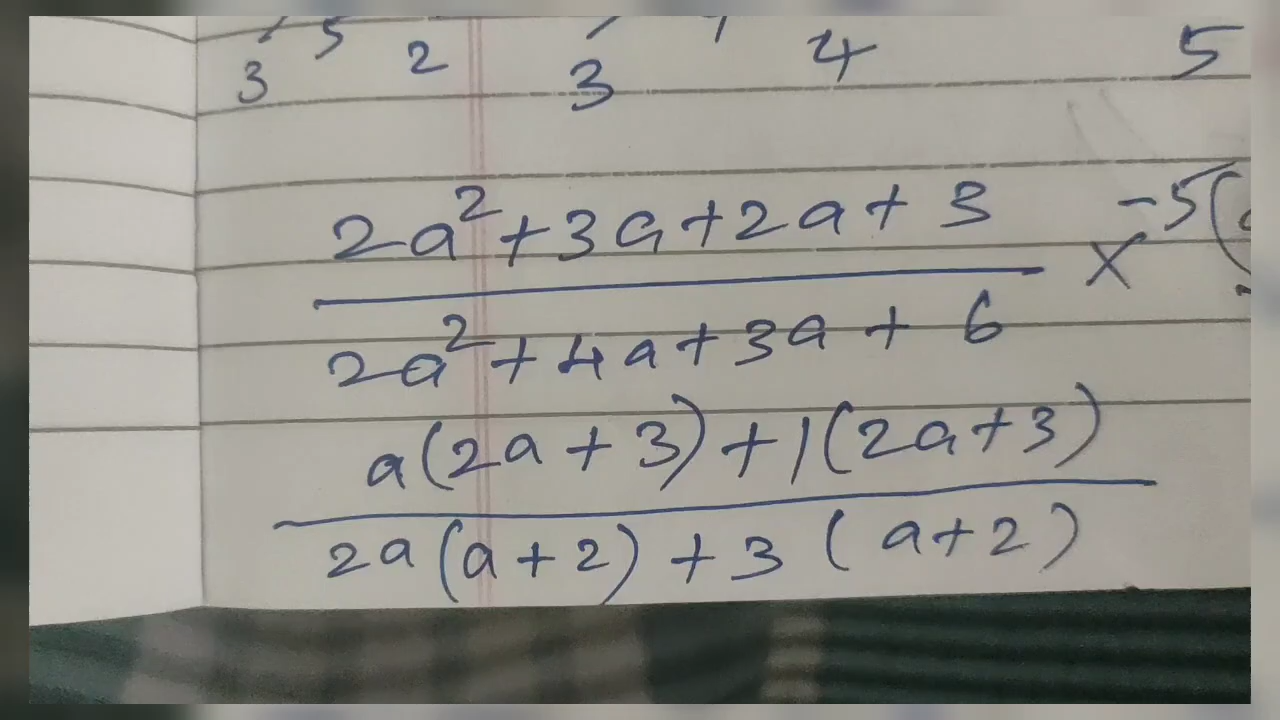 3 5 2 3 4 5
2a²+3a+2a+3
× -5(
2a²+4a+3a+6
a(2a+3)+1(2a+3)
2a(a+2)+3(a+2)